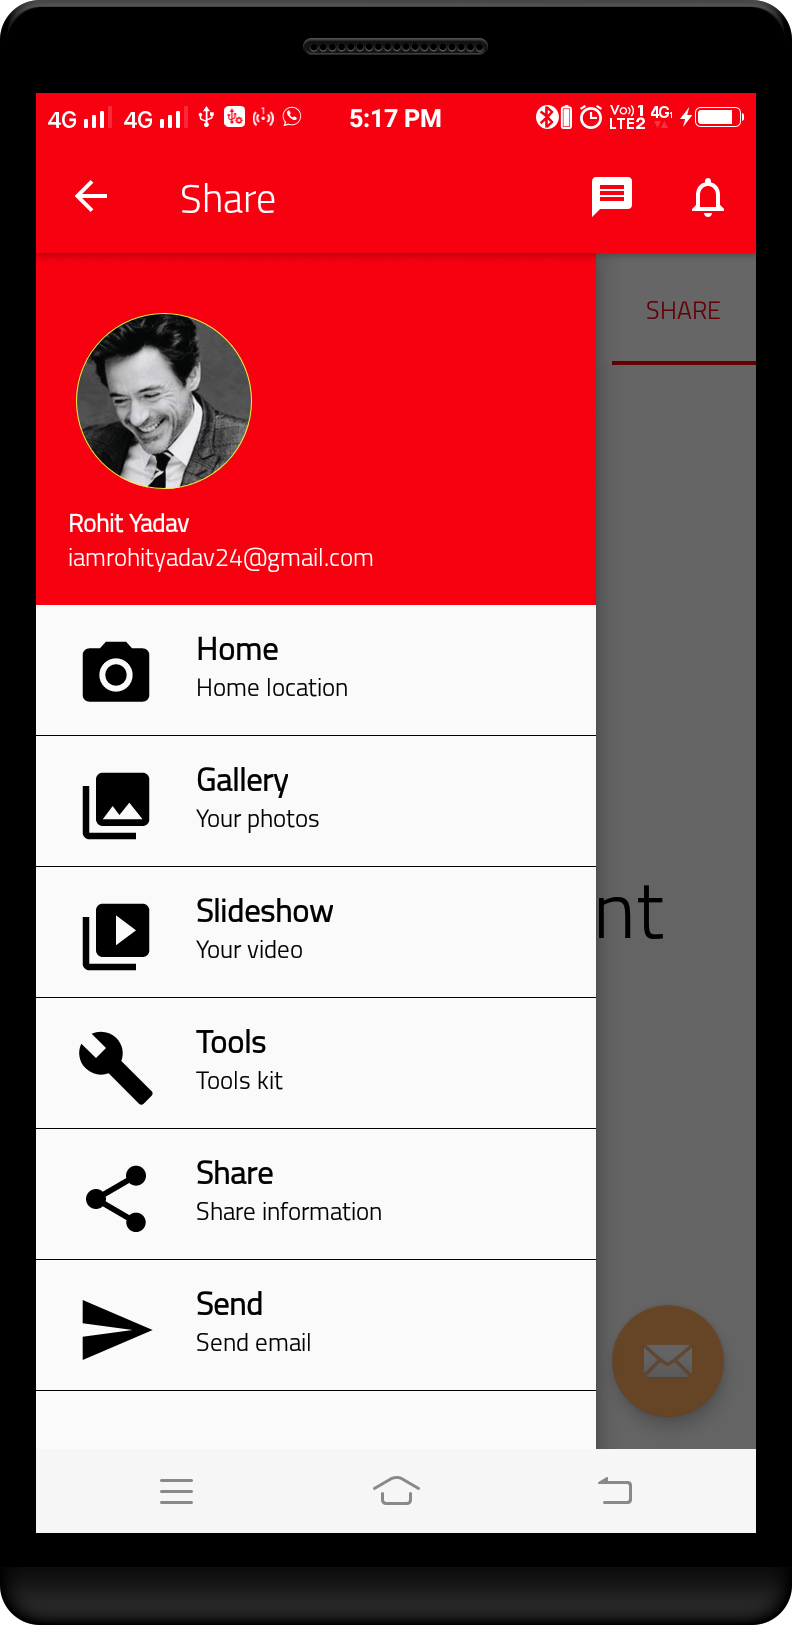 4G 4G 5:17 PM Vo)) 1 LTE2 4G
Share
SHARE
Rohit Yadav
iamrohityadav24@gmail.com
Home
Home location
Gallery
Your photos
Slideshow
Your video
nt
Tools
Tools kit
Share
Share information
Send
Send email